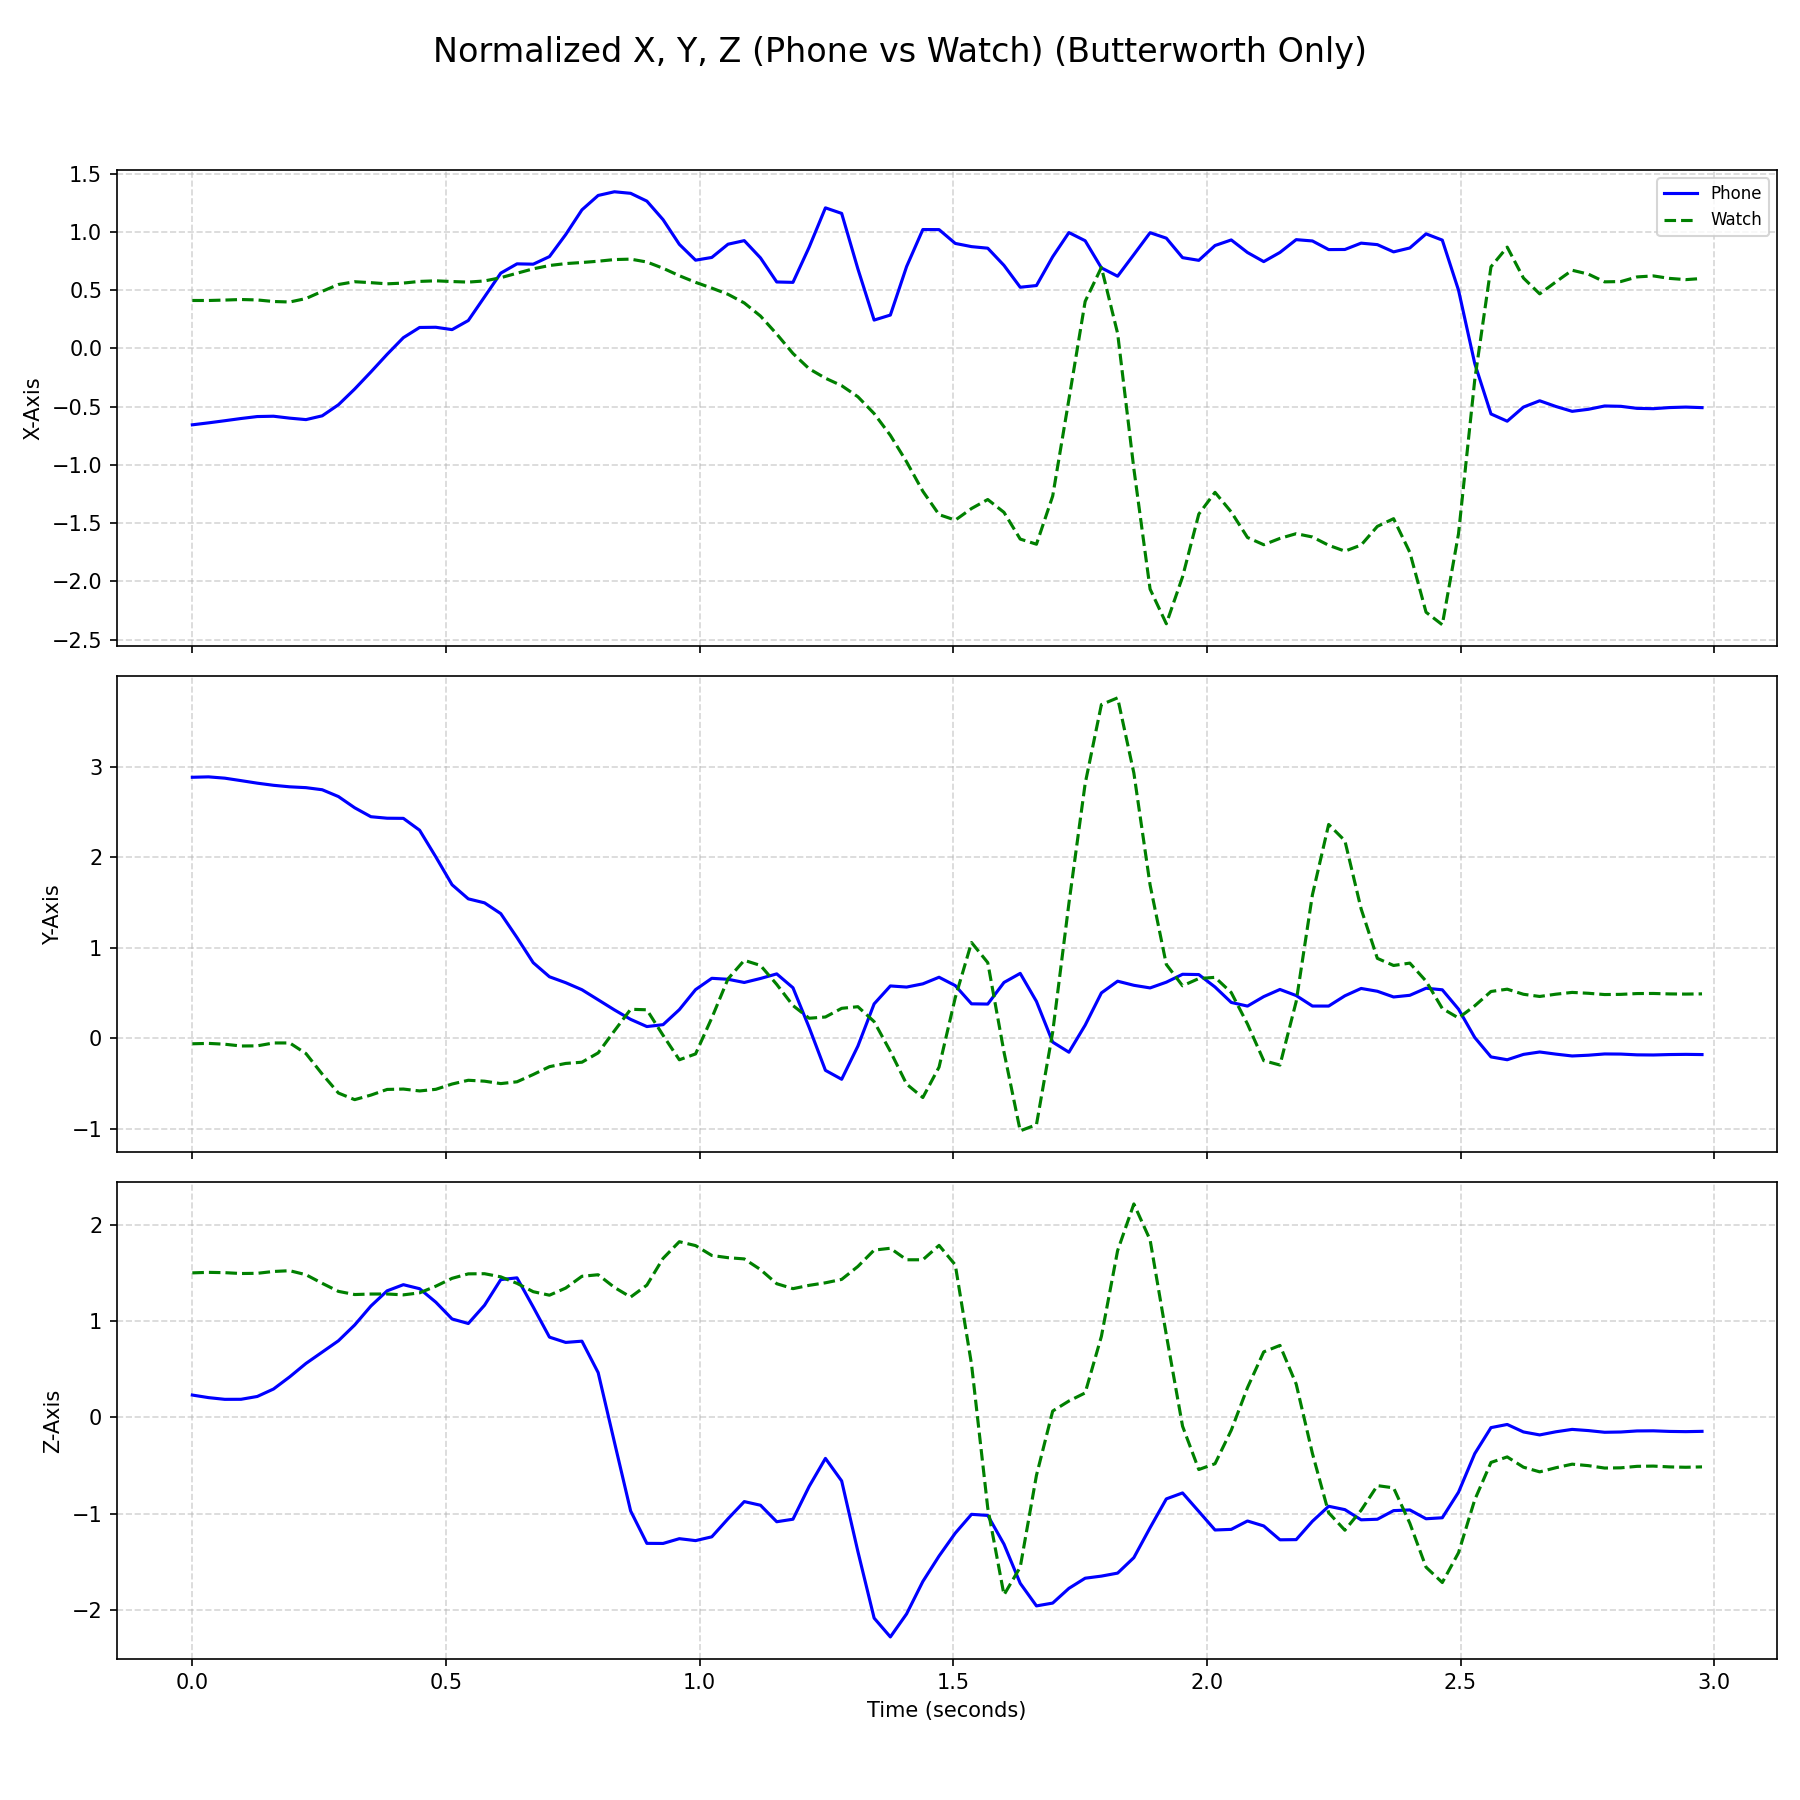 Normalized X, Y, Z (Phone vs Watch) (Butterworth Only)
Phone
Watch
1.5
1.0
0.5
0.0
−0.5
−1.0
−1.5
−2.0
−2.5
X-Axis
3
2
1
0
−1
Y-Axis
2
1
0
−1
−2
Z-Axis
0.0 0.5 1.0 1.5 2.0 2.5 3.0
Time (seconds)